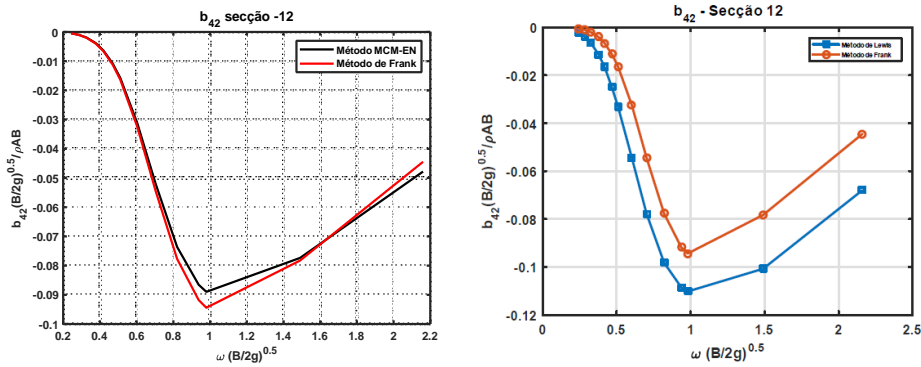 b42 secção -12
Método MCM-EN
Método de Frank
0
-0.01
-0.02
-0.03
-0.04
-0.05
-0.06
-0.07
-0.08
-0.09
-0.1
b42(B/2g)^0.5/ρAB
0.2 0.4 0.6 0.8 1 1.2 1.4 1.6 1.8 2 2.2
ω (B/2g)^0.5
b42 - Secção 12
Método de Lewis
Método de Frank
0
-0.02
-0.04
-0.06
-0.08
-0.1
-0.12
b42(B/2g)^0.5/ρAB
0 0.5 1 1.5 2 2.5
ω (B/2g)^0.5